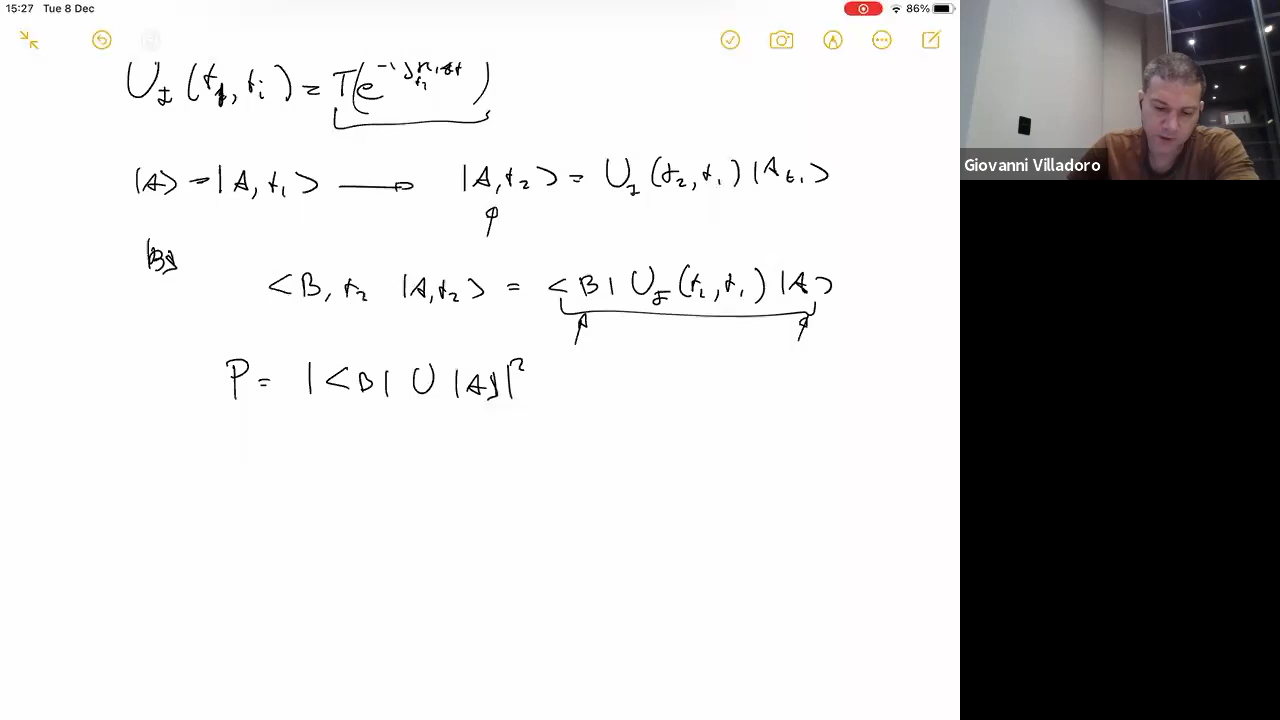 15:27 Tue 8 Dec 86%
U_I (t_f, t_i) = T(e^{-i ∫ H_I dt})
Giovanni Villadoro
|A> = |A, t_1> ⟶ |A, t_2> = U_I (t_2, t_1) |A t_1>
|B>
<B, t_2 |A, t_2> = <B| U_I (t_2, t_1) |A>
P = |<B| U |A>|^2